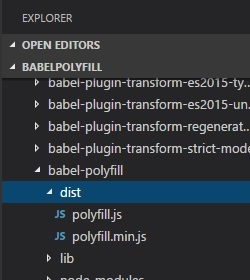 EXPLORER
OPEN EDITORS
BABELPOLYFILL
babel-plugin-transform-es2015-ty...
babel-plugin-transform-es2015-un...
babel-plugin-transform-regenerat...
babel-plugin-transform-strict-mode
babel-polyfill
dist
JS polyfill.js
JS polyfill.min.js
lib
node_modules